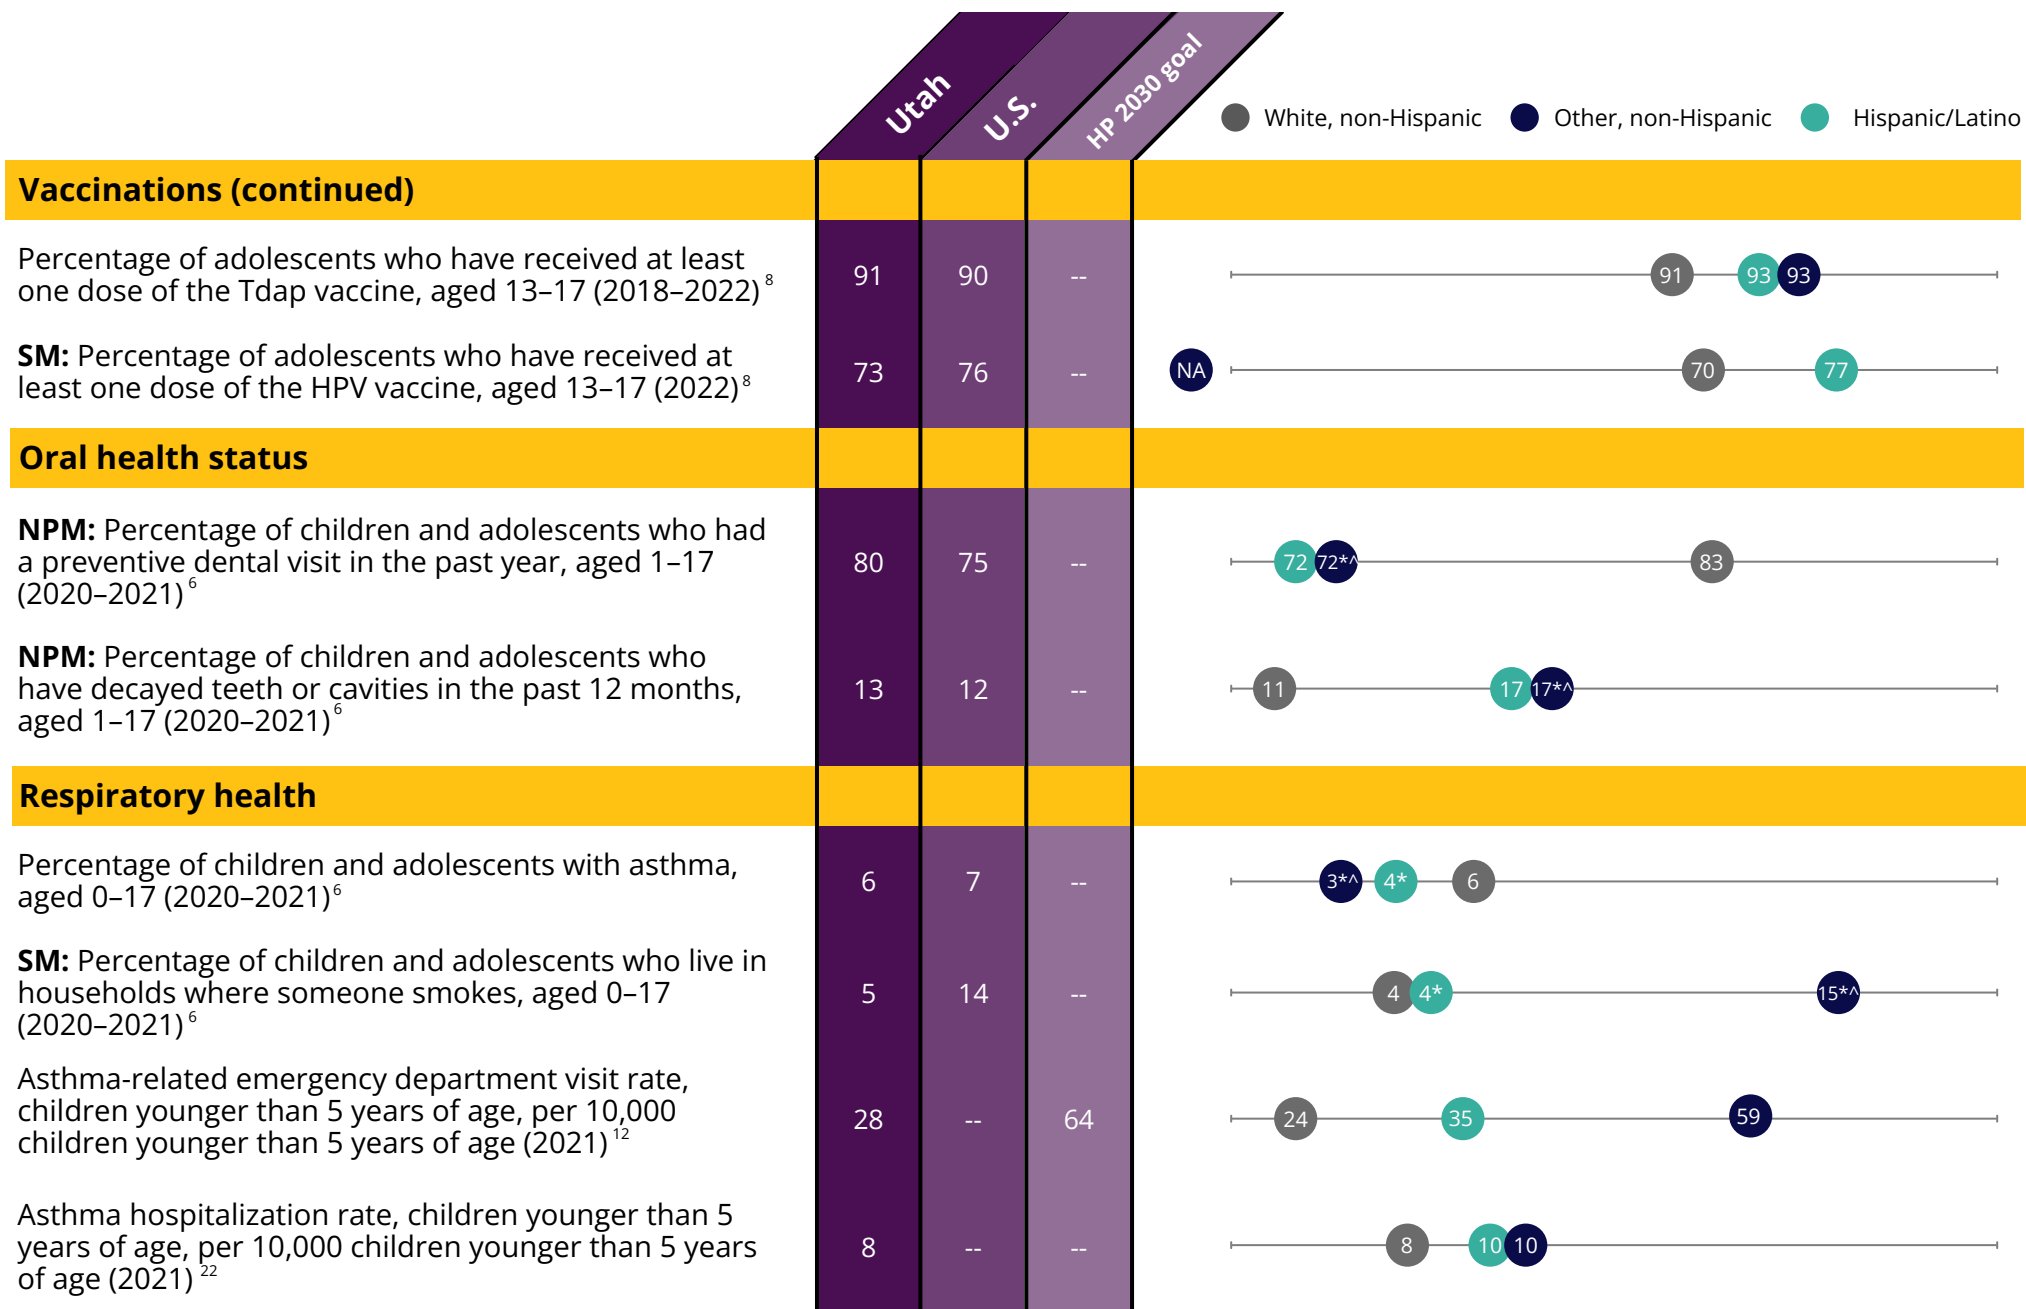 Utah
U.S.
HP 2030 goal
White, non-Hispanic
Other, non-Hispanic
Hispanic/Latino
Vaccinations (continued)
Percentage of adolescents who have received at least
one dose of the Tdap vaccine, aged 13–17 (2018–2022) 8
91 90 -- 91 93 93
SM: Percentage of adolescents who have received at
least one dose of the HPV vaccine, aged 13–17 (2022) 8
73 76 -- NA 70 77
Oral health status
NPM: Percentage of children and adolescents who had
a preventive dental visit in the past year, aged 1–17
(2020–2021) 6
80 75 -- 72 72*^ 83
NPM: Percentage of children and adolescents who
have decayed teeth or cavities in the past 12 months,
aged 1–17 (2020–2021) 6
13 12 -- 11 17 17*^
Respiratory health
Percentage of children and adolescents with asthma,
aged 0–17 (2020–2021) 6
6 7 -- 3*^ 4* 6
SM: Percentage of children and adolescents who live in
households where someone smokes, aged 0–17
(2020–2021) 6
5 14 -- 4 4* 15*^
Asthma-related emergency department visit rate,
children younger than 5 years of age, per 10,000
children younger than 5 years of age (2021) 12
28 -- 64 24 35 59
Asthma hospitalization rate, children younger than 5
years of age, per 10,000 children younger than 5 years
of age (2021) 22
8 -- -- 8 10 10